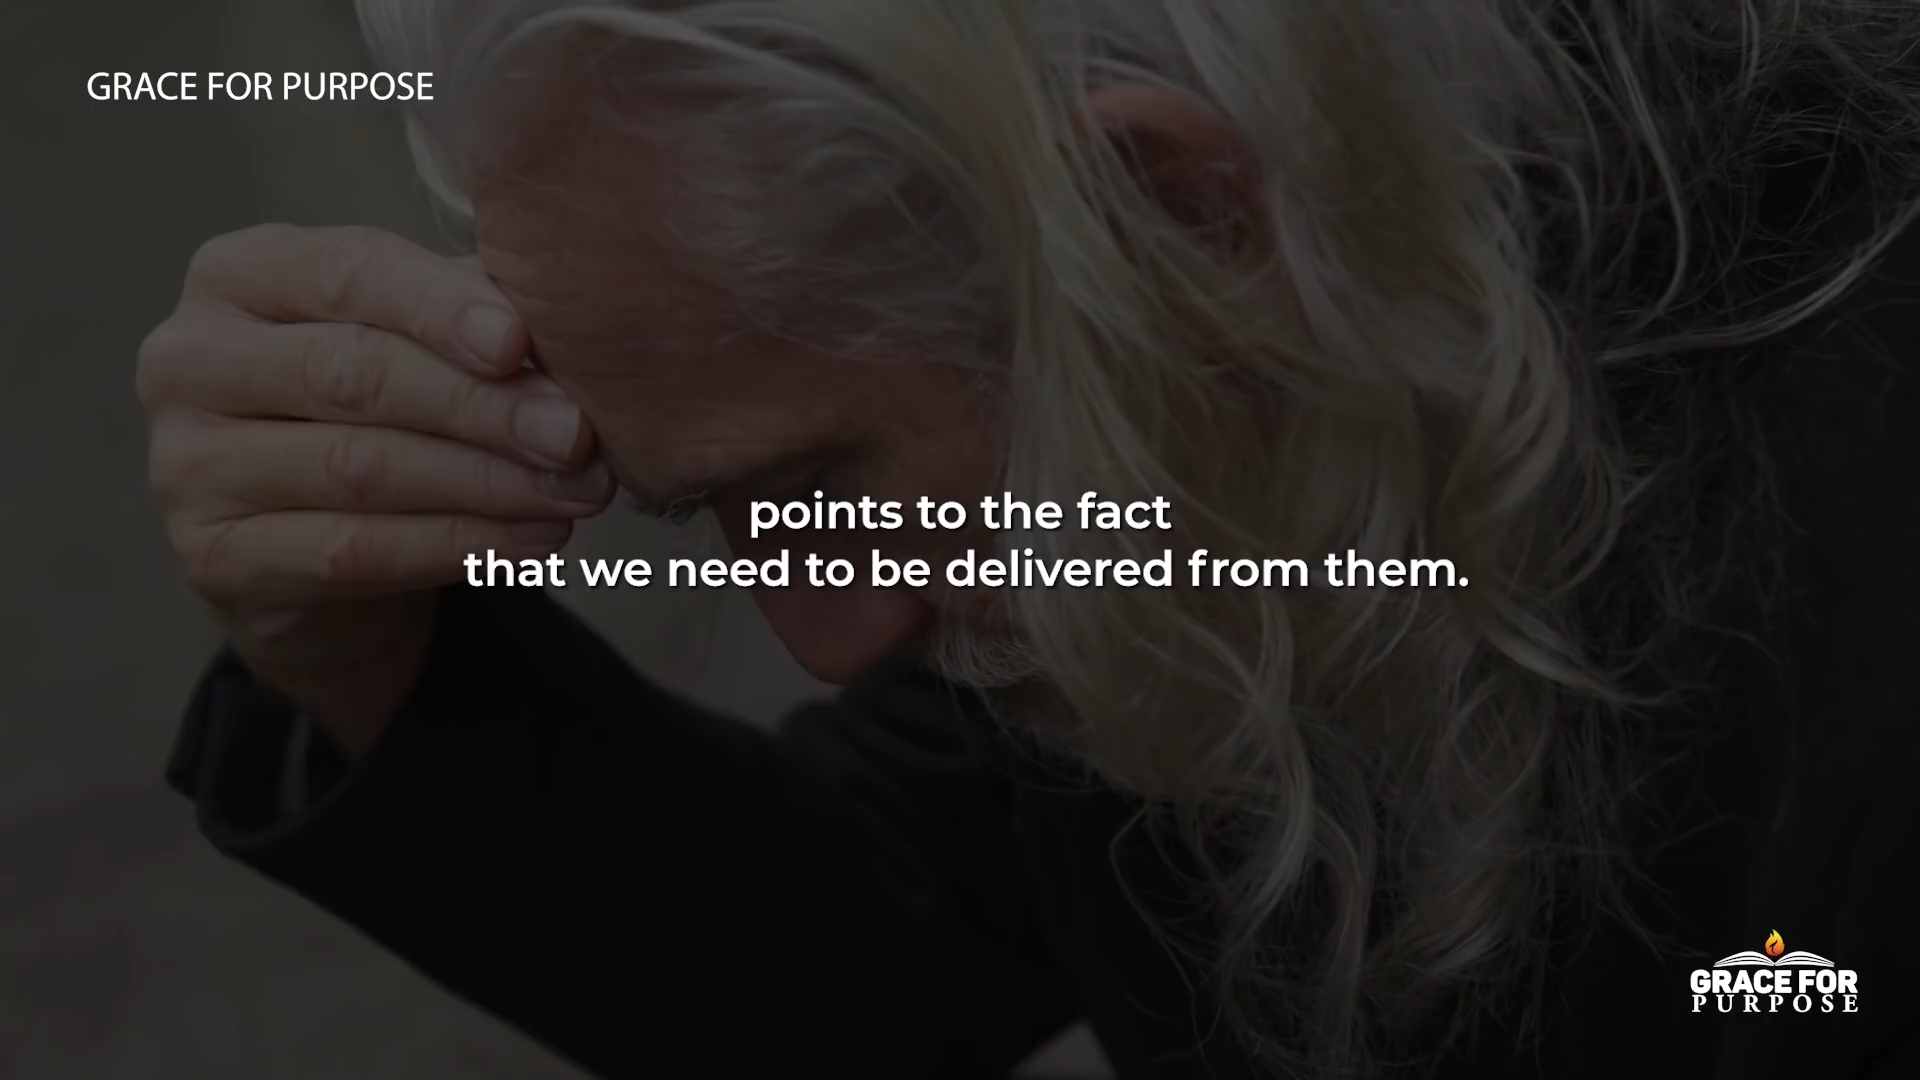 GRACE FOR PURPOSE
points to the fact
that we need to be delivered from them.
GRACE FOR
PURPOSE